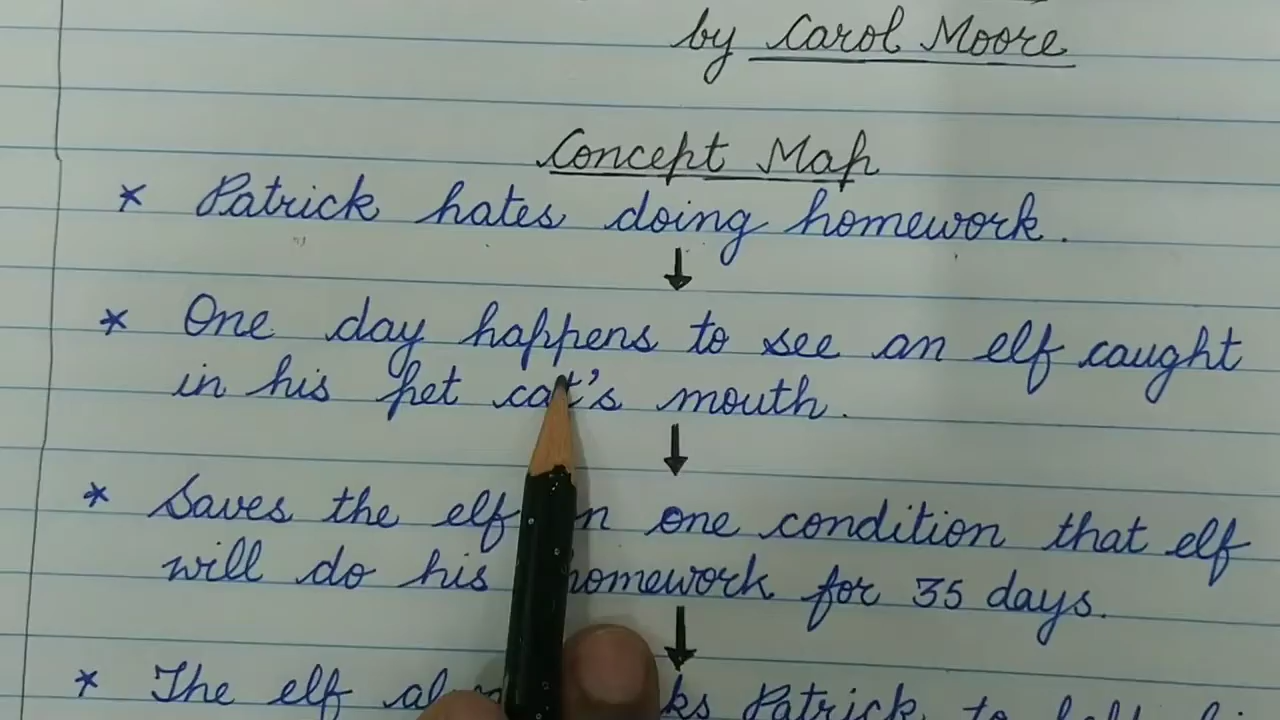 by Carol Moore
Concept Map
* Patrick hates doing homework.
↓
* One day happens to see an elf caught
in his pet cat's mouth.
↓
* Saves the elf on one condition that elf
will do his homework for 35 days.
↓
* The elf Patrick to